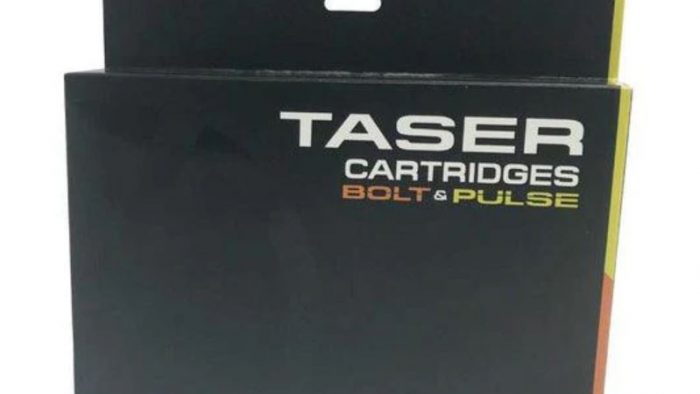 TASER
CARTRIDGES
BOLT & PULSE